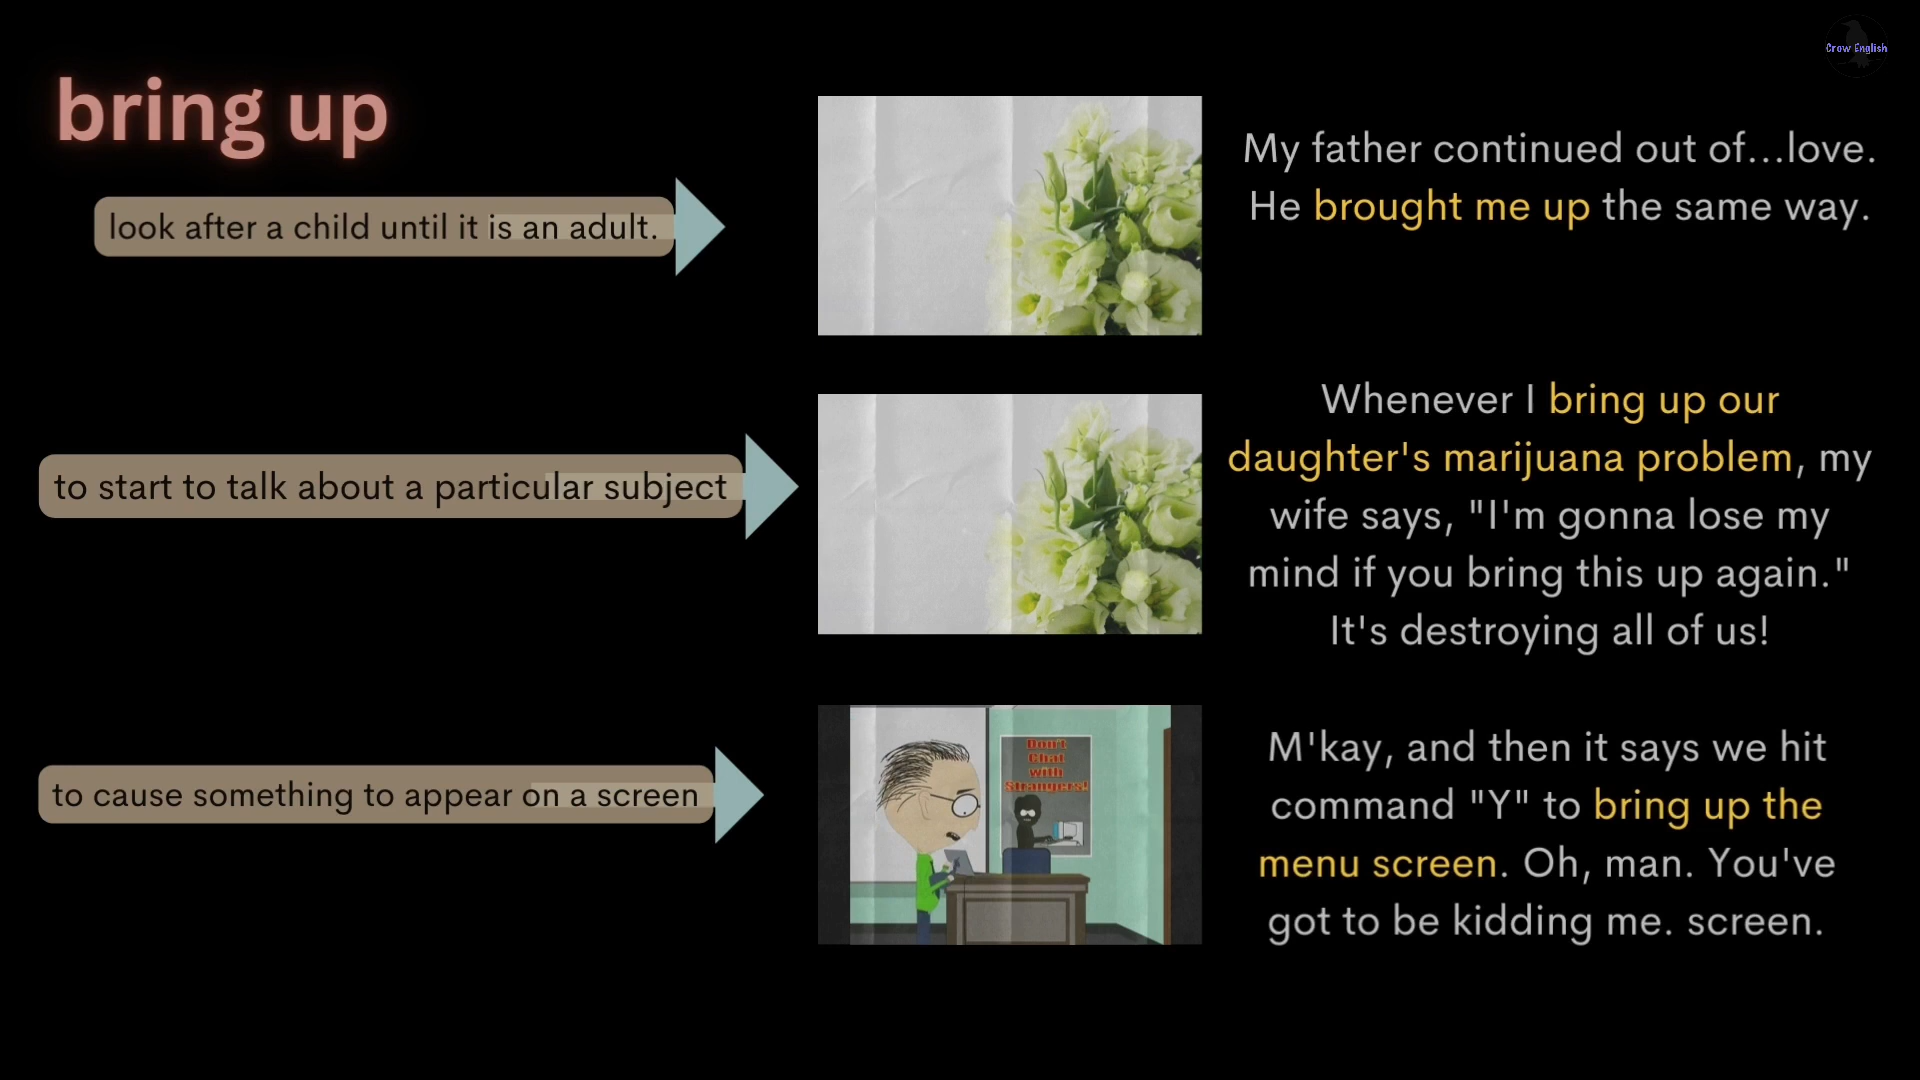 Crow English
bring up
look after a child until it is an adult.
My father continued out of...love.
He brought me up the same way.
to start to talk about a particular subject
Whenever I bring up our
daughter's marijuana problem, my
wife says, "I'm gonna lose my
mind if you bring this up again."
It's destroying all of us!
to cause something to appear on a screen
Don't
Chat
with
Strangers!
M'kay, and then it says we hit
command "Y" to bring up the
menu screen. Oh, man. You've
got to be kidding me. screen.